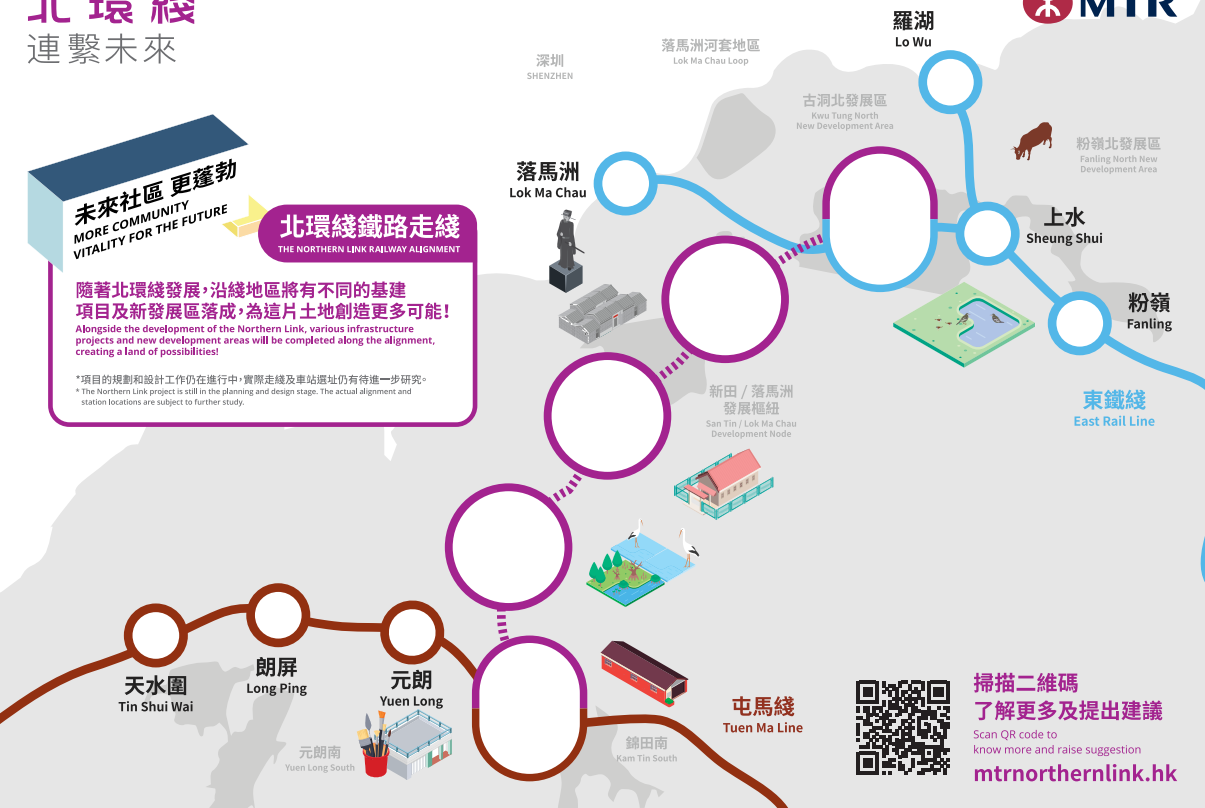 北環綫
連繫未來
MTR
未來社區 更蓬勃
MORE COMMUNITY
VITALITY FOR THE FUTURE
北環綫鐵路走綫
THE NORTHERN LINK RAILWAY ALIGNMENT
隨著北環綫發展，沿綫地區將有不同的基建
項目及新發展區落成，為這片土地創造更多可能！
Alongside the development of the Northern Link, various infrastructure
projects and new development areas will be completed along the alignment,
creating a land of possibilities!
*項目的規劃和設計工作仍在進行中，實際走綫及車站選址仍有待進一步研究。
* The Northern Link project is still in the planning and design stage. The actual alignment and
station locations are subject to further study.
深圳
SHENZHEN
落馬洲河套地區
Lok Ma Chau Loop
羅湖
Lo Wu
古洞北發展區
Kwu Tung North
New Development Area
粉嶺北發展區
Fanling North New
Development Area
落馬洲
Lok Ma Chau
上水
Sheung Shui
粉嶺
Fanling
東鐵綫
East Rail Line
新田 / 落馬洲
發展樞紐
San Tin / Lok Ma Chau
Development Node
天水圍
Tin Shui Wai
朗屏
Long Ping
元朗
Yuen Long
元朗南
Yuen Long South
錦田南
Kam Tin South
屯馬綫
Tuen Ma Line
掃描二維碼
了解更多及提出建議
Scan QR code to
know more and raise suggestion
mtrnorthernlink.hk